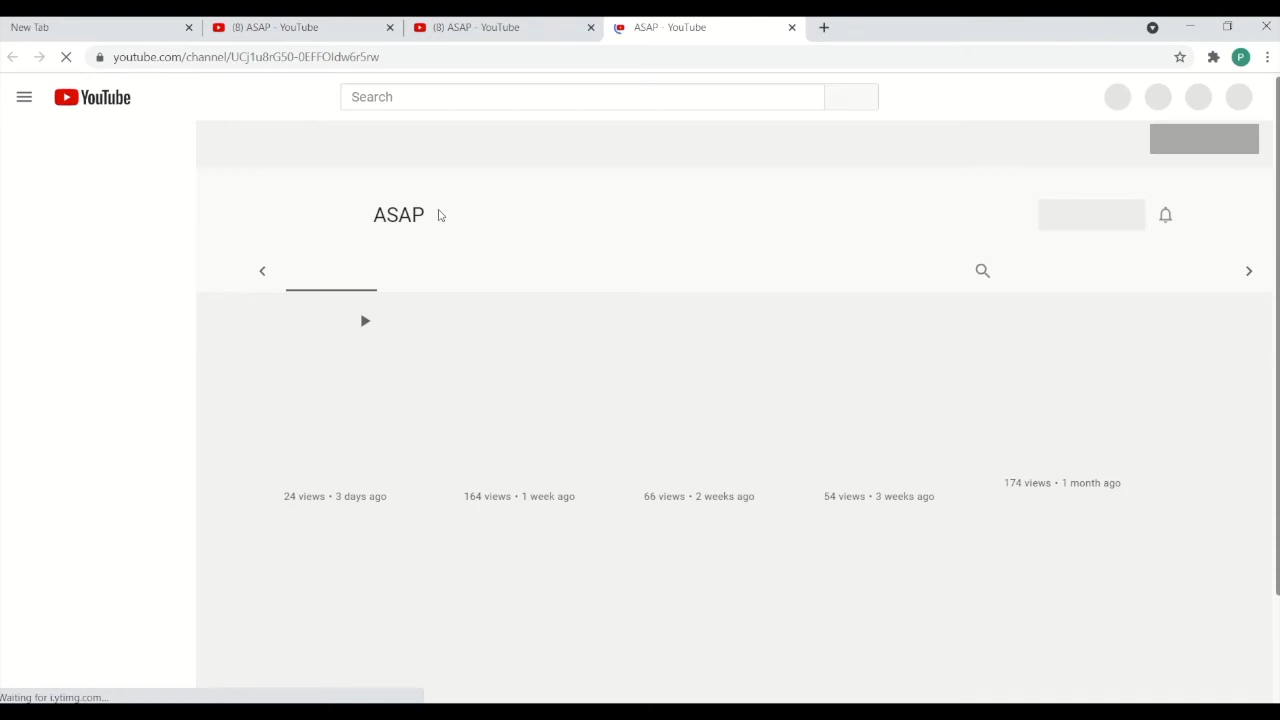 New Tab
(8) ASAP - YouTube
(8) ASAP - YouTube
ASAP - YouTube
youtube.com/channel/UCj1u8rG50-0EFFOIdw6r5rw
P
YouTube
Search
ASAP
24 views • 3 days ago
164 views • 1 week ago
66 views • 2 weeks ago
54 views • 3 weeks ago
174 views • 1 month ago
Waiting for i.ytimg.com...